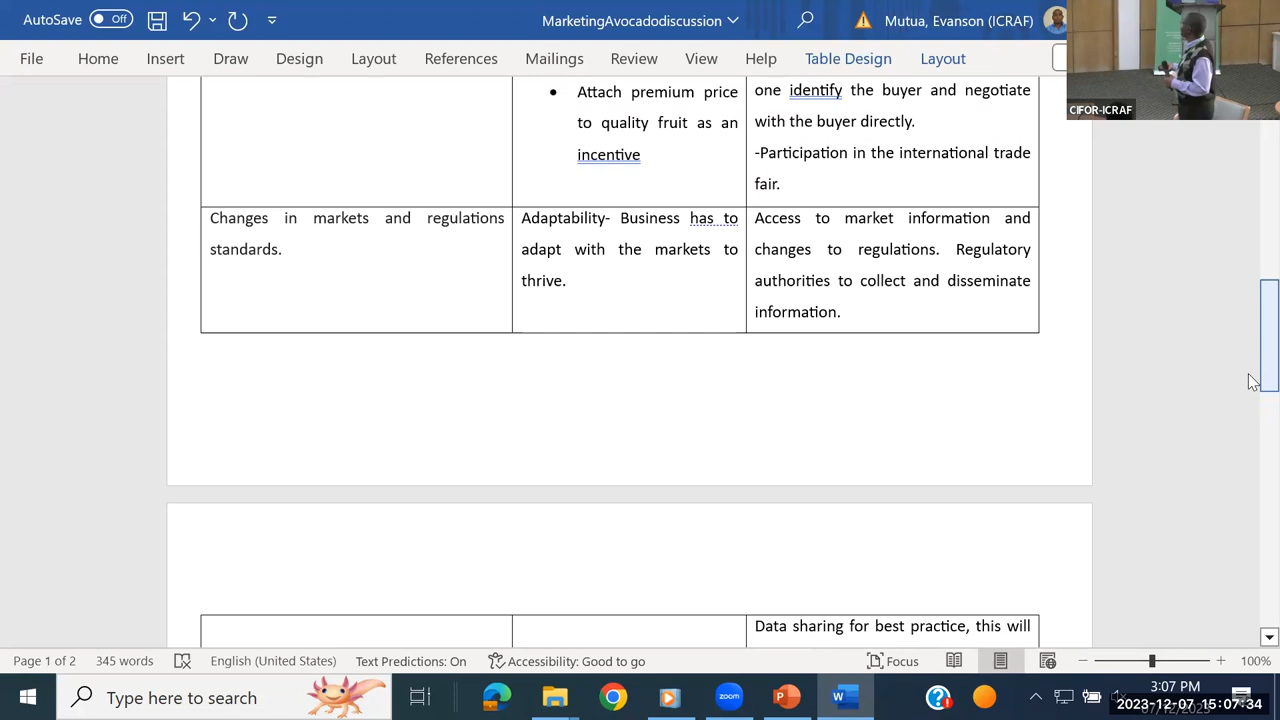 AutoSave Off MarketingAvocadodiscussion Mutua, Evanson (ICRAF)
File Home Insert Draw Design Layout References Mailings Review View Help Table Design Layout
CIFOR-ICRAF
• Attach premium price
to quality fruit as an
incentive
one identify the buyer and negotiate
with the buyer directly.
-Participation in the international trade
fair.
Changes in markets and regulations
standards.
Adaptability- Business has to
adapt with the markets to
thrive.
Access to market information and
changes to regulations. Regulatory
authorities to collect and disseminate
information.
Data sharing for best practice, this will
Page 1 of 2 345 words English (United States) Text Predictions: On Accessibility: Good to go Focus 100%
Type here to search zoom 3:07 PM
07/12/2023
2023-12-07 15:07:34